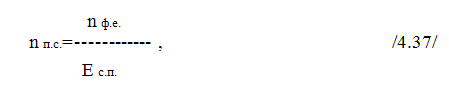 n ф.е.
n п.с.=------------ , /4.37/
E с.п.